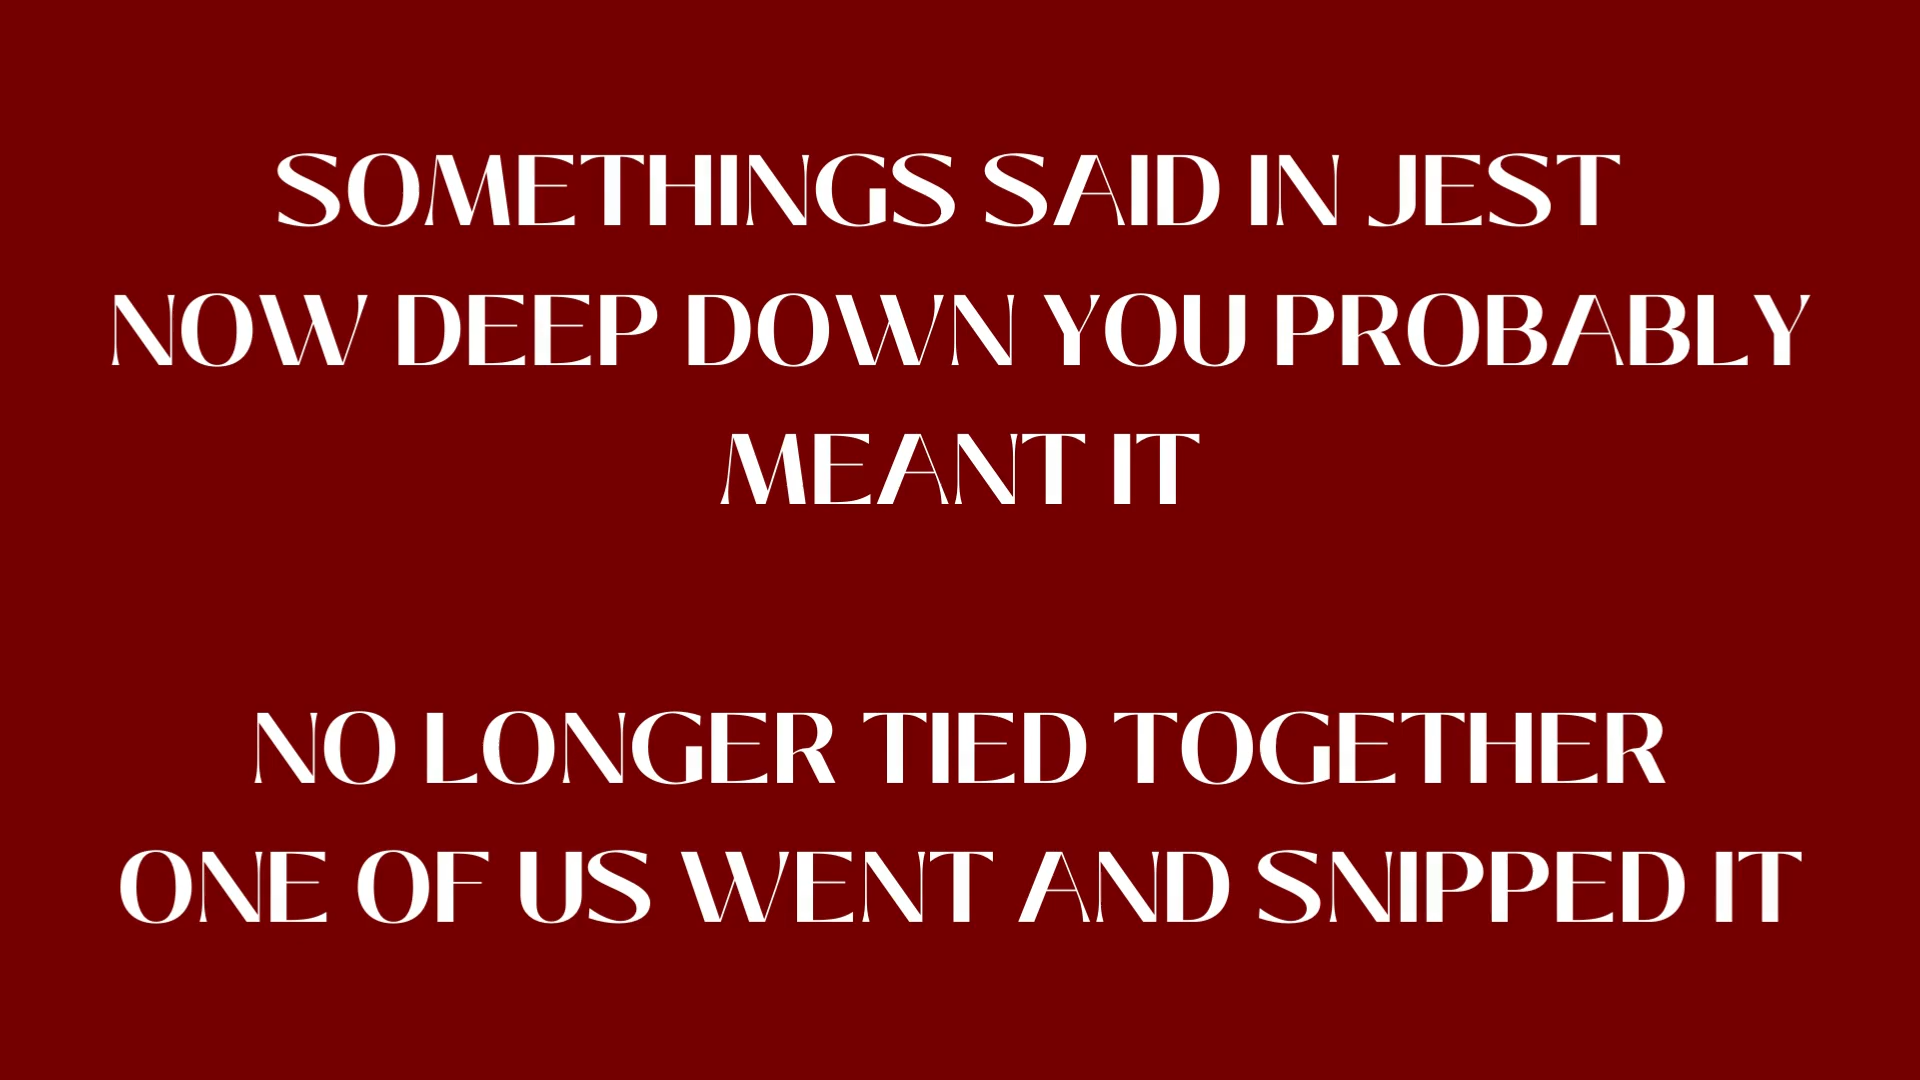 SOMETHINGS SAID IN JEST
NOW DEEP DOWN YOU PROBABLY
MEANT IT
NO LONGER TIED TOGETHER
ONE OF US WENT AND SNIPPED IT